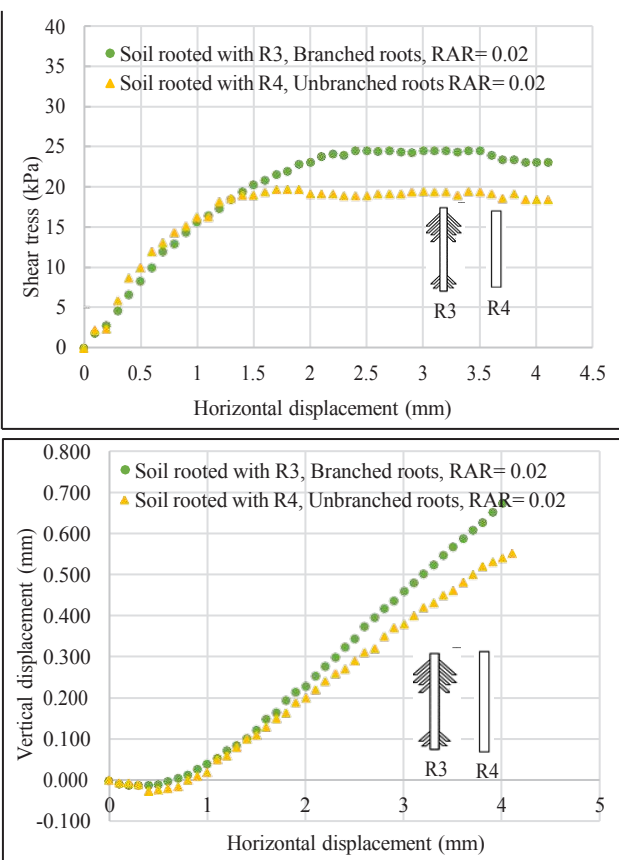 40
35
30
25
20
15
10
5
0
Shear tress (kPa)
Soil rooted with R3, Branched roots, RAR= 0.02
Soil rooted with R4, Unbranched roots RAR= 0.02
R3
R4
0 0.5 1 1.5 2 2.5 3 3.5 4 4.5
Horizontal displacement (mm)
0.800
0.700
0.600
0.500
0.400
0.300
0.200
0.100
0.000
-0.100
Vertical displacement (mm)
Soil rooted with R3, Branched roots, RAR= 0.02
Soil rooted with R4, Unbranched roots, RAR= 0.02
R3
R4
0 1 2 3 4 5
Horizontal displacement (mm)